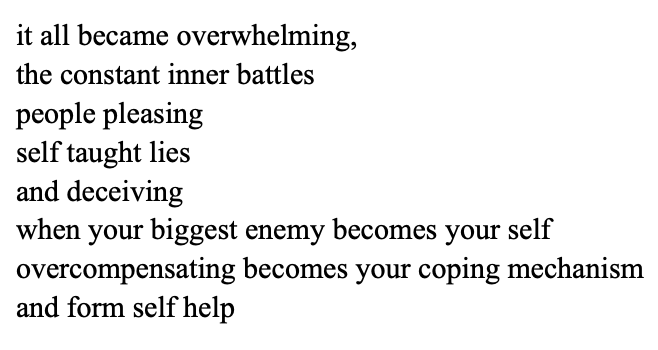 it all became overwhelming,
the constant inner battles
people pleasing
self taught lies
and deceiving
when your biggest enemy becomes your self
overcompensating becomes your coping mechanism
and form self help